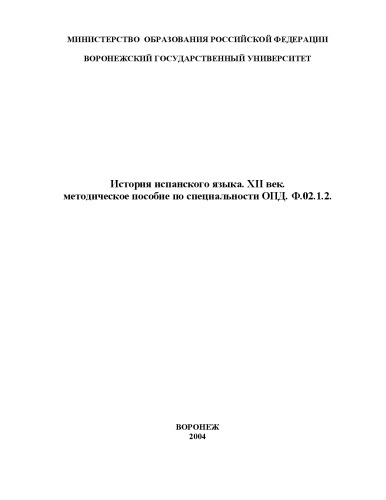 МИНИСТЕРСТВО ОБРАЗОВАНИЯ РОССИЙСКОЙ ФЕДЕРАЦИИ
ВОРОНЕЖСКИЙ ГОСУДАРСТВЕННЫЙ УНИВЕРСИТЕТ
История испанского языка. XII век.
методическое пособие по специальности ОПД. Ф.02.1.2.
ВОРОНЕЖ
2004